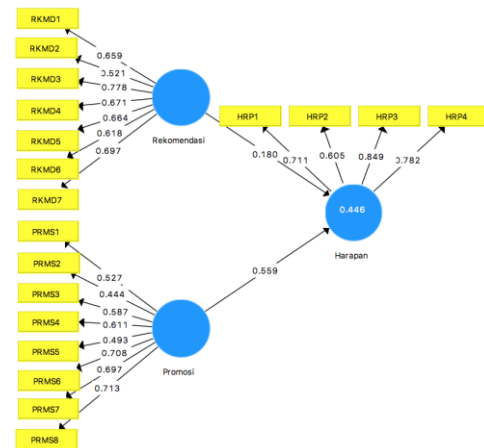 RKMD1
RKMD2
RKMD3
RKMD4
RKMD5
RKMD6
RKMD7
0.659
0.521
0.778
0.671
0.664
0.618
0.697
Rekomendasi
HRP1
HRP2
HRP3
HRP4
0.180
0.711
0.605
0.849
0.782
0.446
Harapan
0.559
PRMS1
PRMS2
PRMS3
PRMS4
PRMS5
PRMS6
PRMS7
PRMS8
0.527
0.444
0.587
0.611
0.493
0.708
0.697
0.713
Promosi